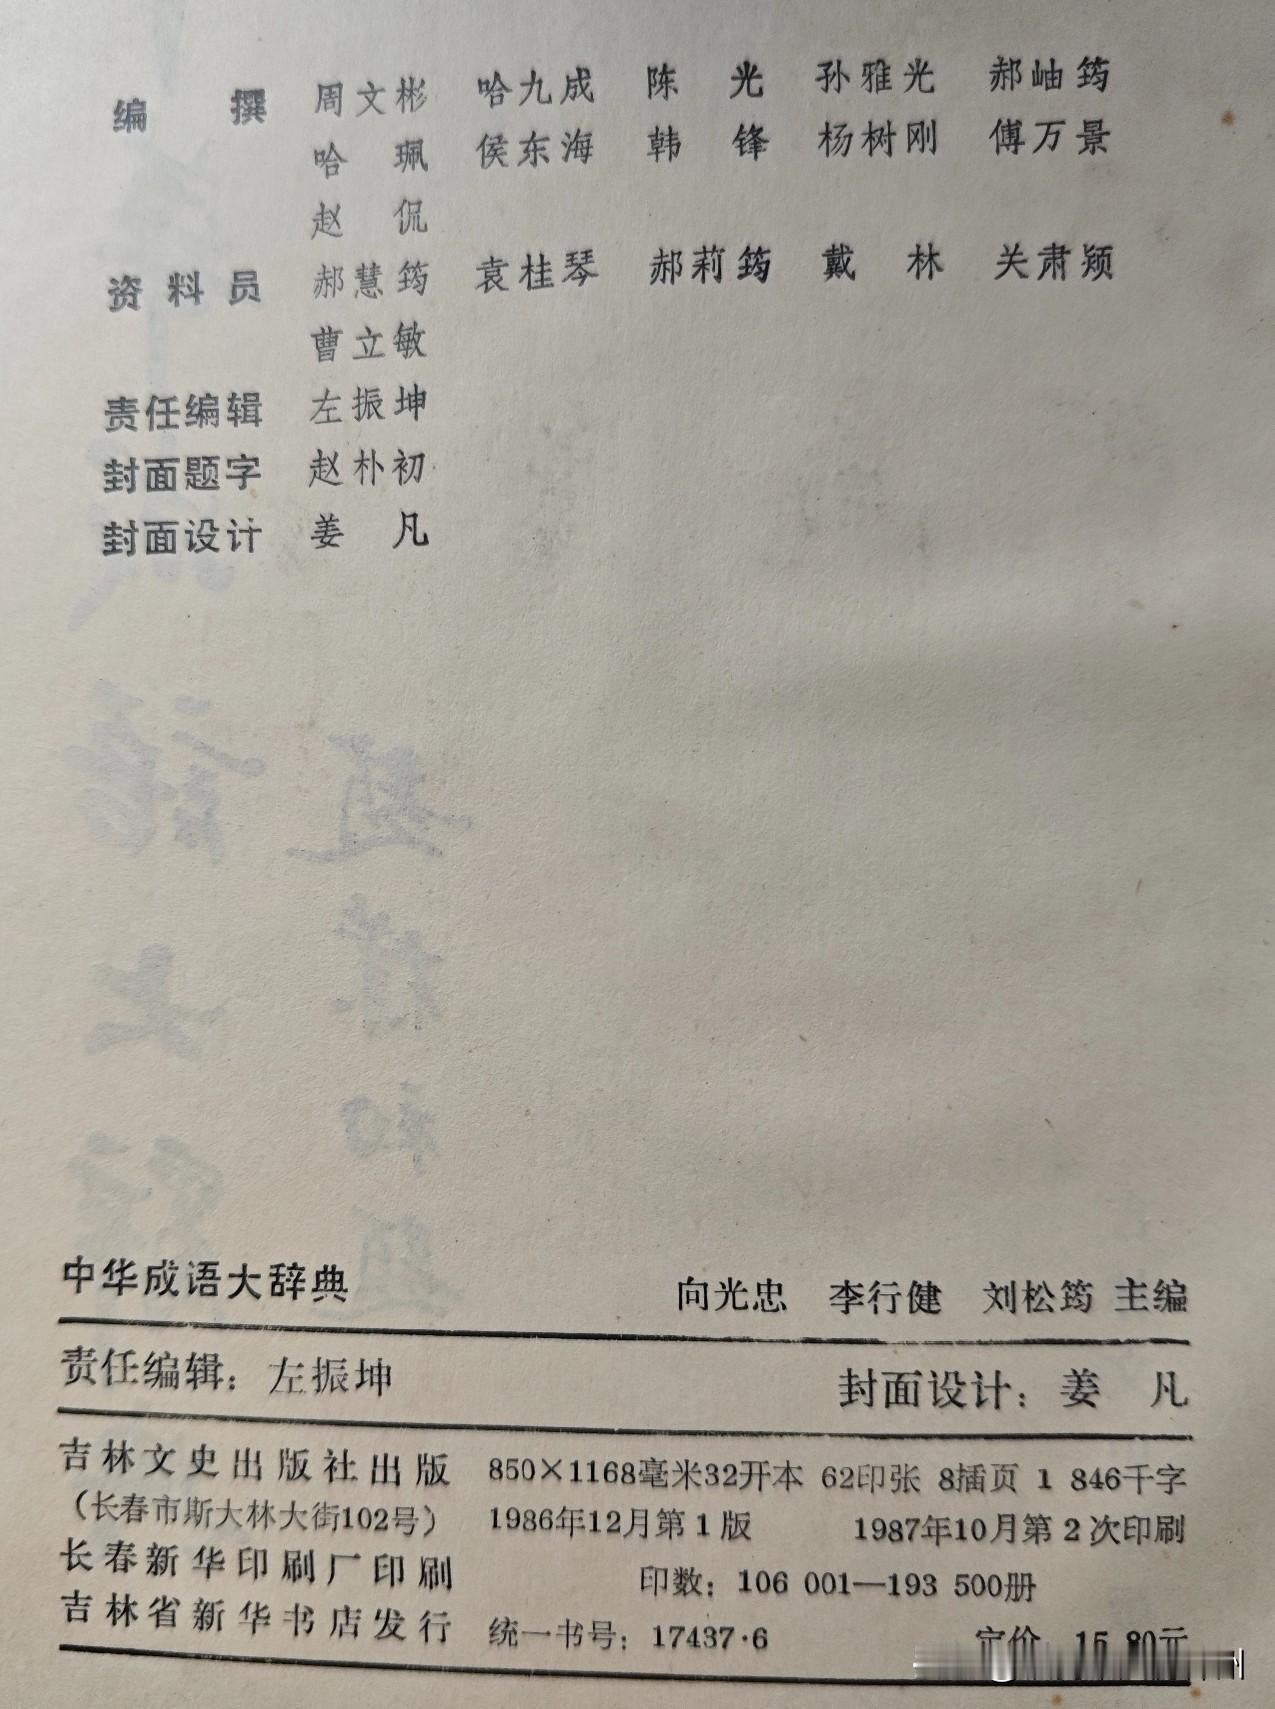 编　撰　周文彬　哈九成　陈　光　孙雅光　郝岫筠
哈　珮　侯东海　韩　锋　杨树刚　傅万景
赵　侃
资料员　郝慧筠　袁桂琴　郝莉筠　戴　林　关肃颍
曹立敏
责任编辑　左振坤
封面题字　赵朴初
封面设计　姜　凡
中华成语大辞典　向光忠　李行健　刘松筠　主编
责任编辑：左振坤　封面设计：姜　凡
吉林文史出版社出版　850×1168毫米32开本　62印张　8插页　1 846千字
（长春市斯大林大街102号）　1986年12月第1版　1987年10月第2次印刷
长春新华印刷厂印刷　印数：106 001—193 500册
吉林省新华书店发行　统一书号：17437·6　定价　15.80元